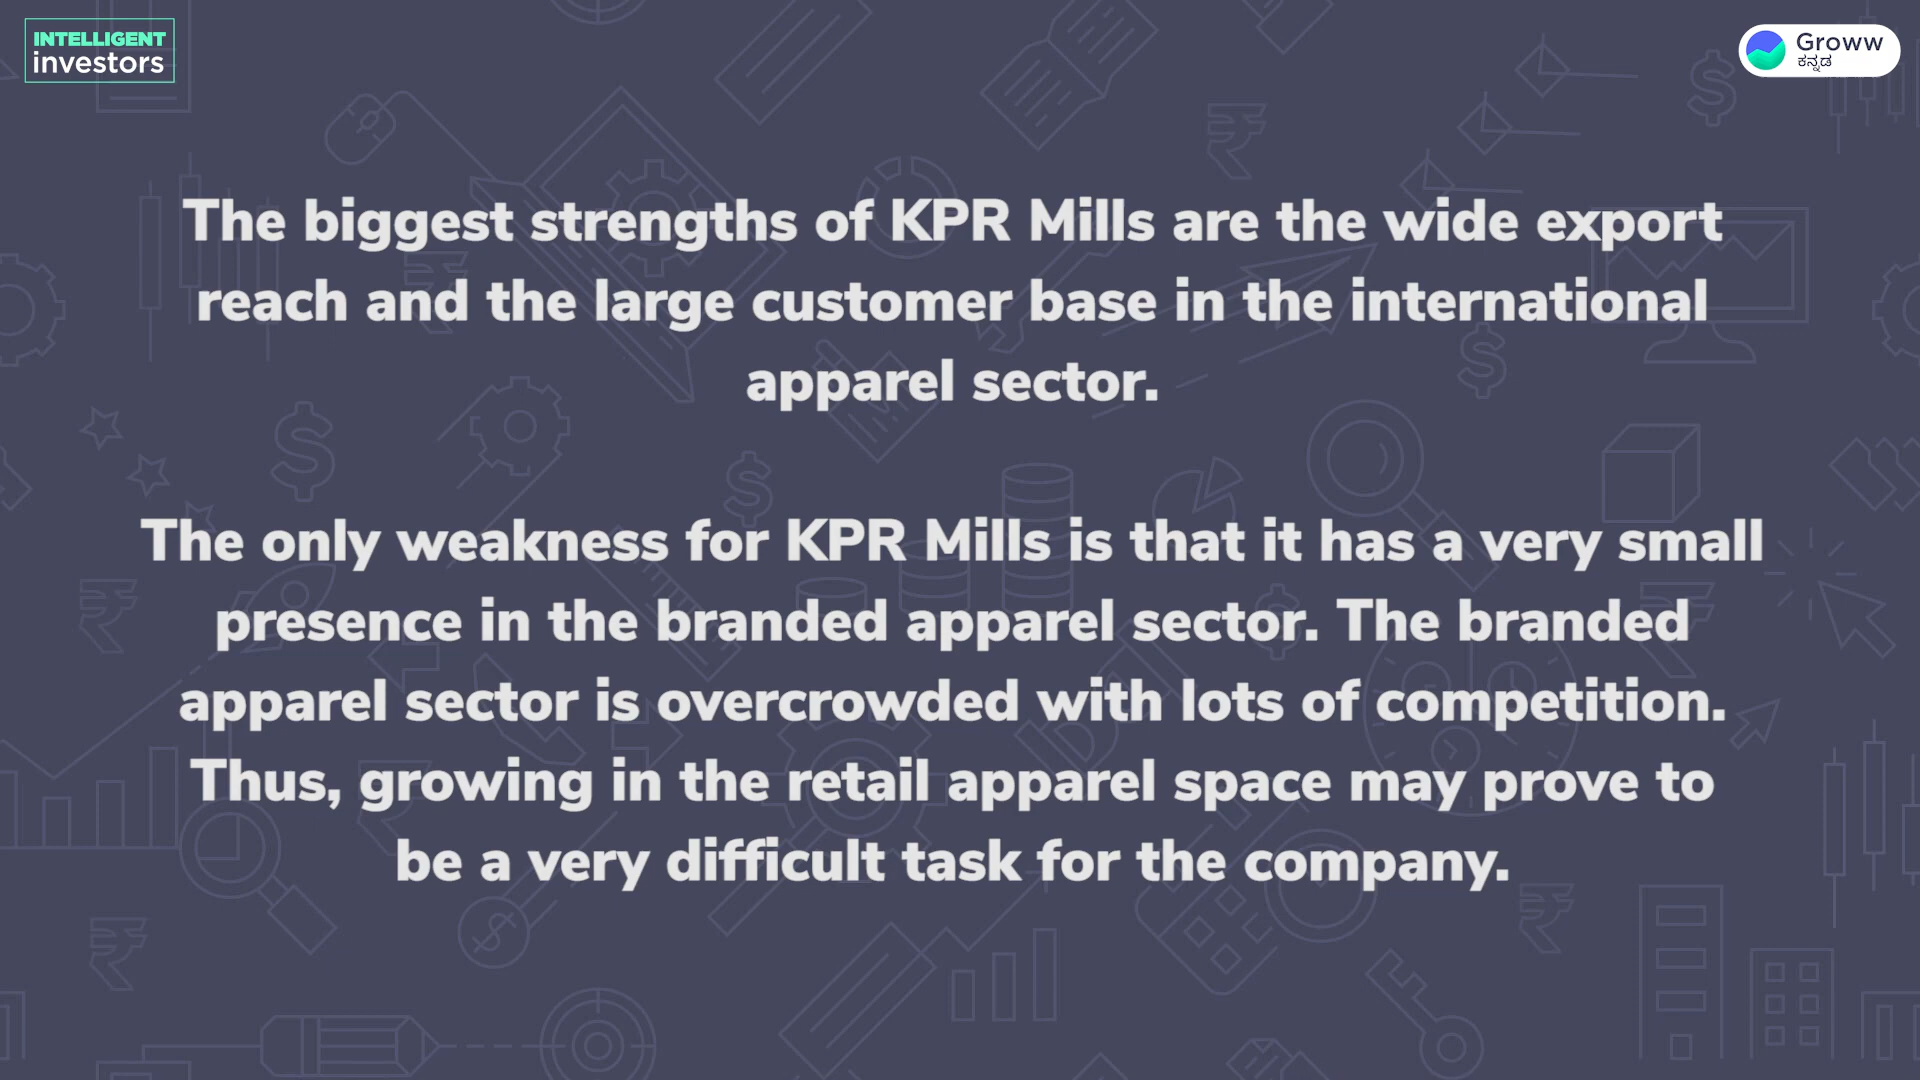 INTELLIGENT
investors
Groww
ಕನ್ನಡ
The biggest strengths of KPR Mills are the wide export
reach and the large customer base in the international
apparel sector.
The only weakness for KPR Mills is that it has a very small
presence in the branded apparel sector. The branded
apparel sector is overcrowded with lots of competition.
Thus, growing in the retail apparel space may prove to
be a very difficult task for the company.